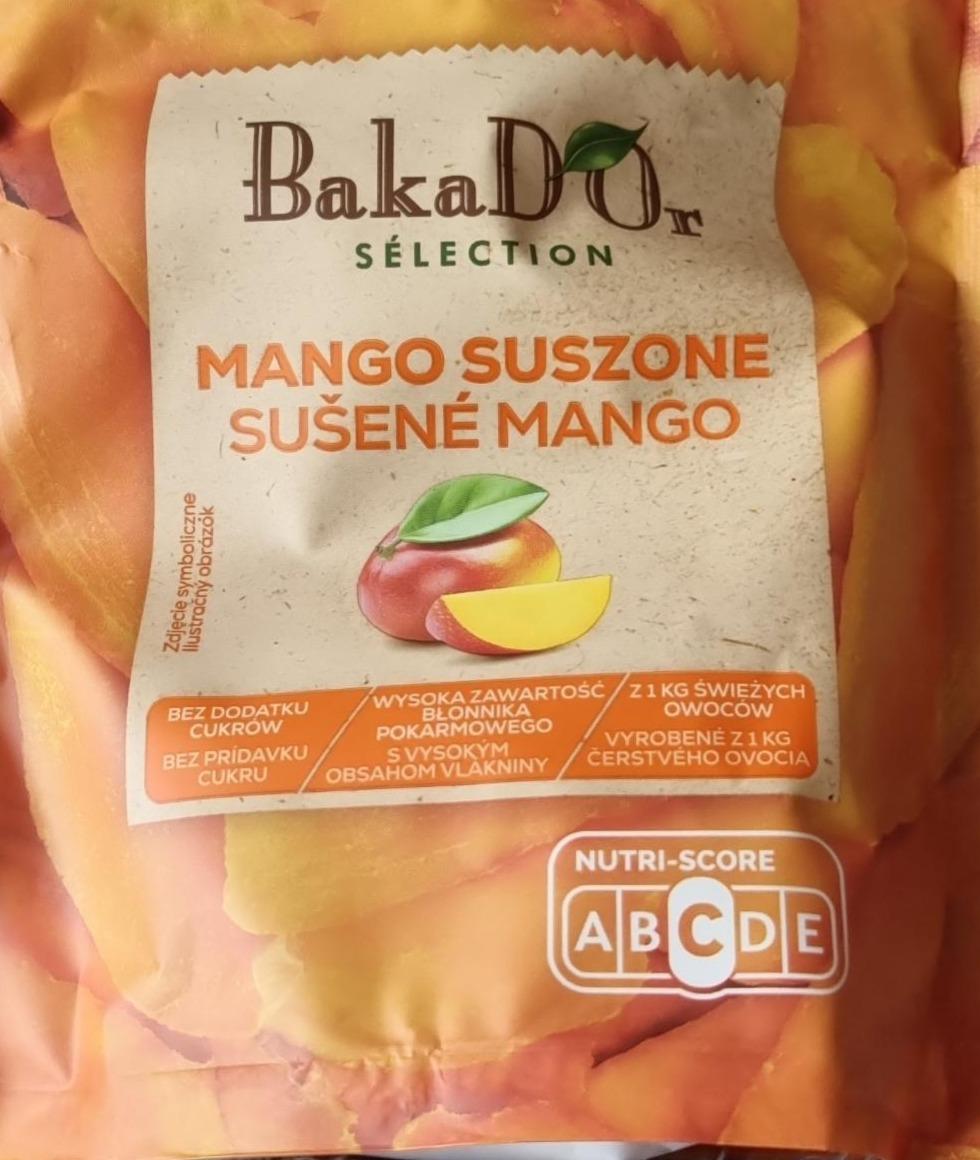 BakaD'Or
SÉLECTION
MANGO SUSZONE
SUŠENÉ MANGO
Zdjęcie symboliczne
Ilustračný obrázok
BEZ DODATKU
CUKRÓW
BEZ PRÍDAVKU
CUKRU
WYSOKA ZAWARTOŚĆ
BŁONNIKA
POKARMOWEGO
S VYSOKÝM
OBSAHOM VLÁKNINY
Z 1 KG ŚWIEŻYCH
OWOCÓW
VYROBENÉ Z 1 KG
ČERSTVÉHO OVOCIA
NUTRI-SCORE
A B C D E